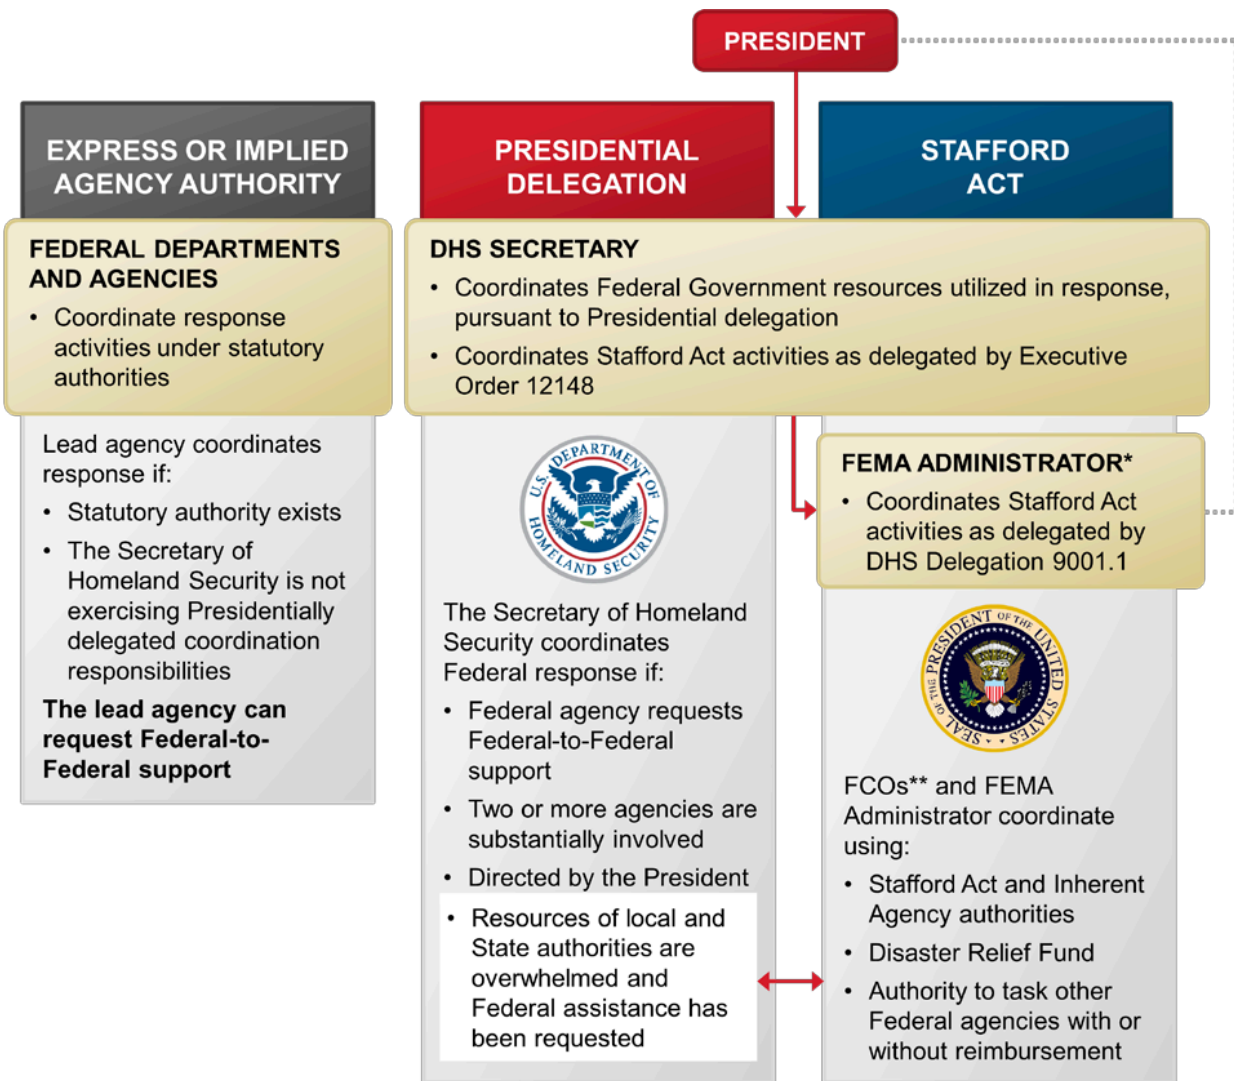 PRESIDENT
EXPRESS OR IMPLIED
AGENCY AUTHORITY
PRESIDENTIAL
DELEGATION
STAFFORD
ACT
FEDERAL DEPARTMENTS
AND AGENCIES
• Coordinate response
activities under statutory
authorities
Lead agency coordinates
response if:
• Statutory authority exists
• The Secretary of
Homeland Security is not
exercising Presidentially
delegated coordination
responsibilities
The lead agency can
request Federal-to-
Federal support
DHS SECRETARY
• Coordinates Federal Government resources utilized in response,
pursuant to Presidential delegation
• Coordinates Stafford Act activities as delegated by Executive
Order 12148
U.S. DEPARTMENT OF
HOMELAND SECURITY
The Secretary of Homeland
Security coordinates
Federal response if:
• Federal agency requests
Federal-to-Federal
support
• Two or more agencies are
substantially involved
• Directed by the President
• Resources of local and
State authorities are
overwhelmed and
Federal assistance has
been requested
FEMA ADMINISTRATOR*
• Coordinates Stafford Act
activities as delegated by
DHS Delegation 9001.1
SEAL OF THE PRESIDENT OF THE UNITED STATES
FCOs** and FEMA
Administrator coordinate
using:
• Stafford Act and Inherent
Agency authorities
• Disaster Relief Fund
• Authority to task other
Federal agencies with or
without reimbursement